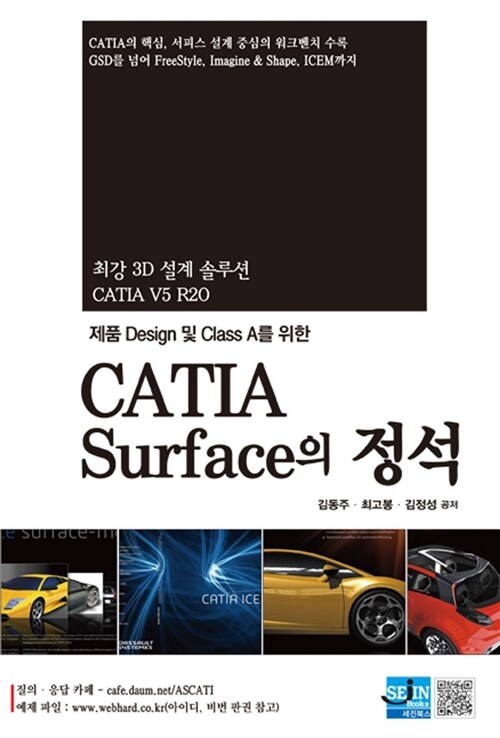 CATIA의 핵심, 서피스 설계 중심의 워크벤치 수록
GSD를 넘어 FreeStyle, Imagine & Shape, ICEM까지
최강 3D 설계 솔루션
CATIA V5 R20
제품 Design 및 Class A를 위한
CATIA
Surface의 정석
김동주 · 최고봉 · 김정성 공저
surface-mo
CATIA ICE
DASSAULT
SYSTEMES
질의 · 응답 카페 - cafe.daum.net/ASCATI
예제 파일 : www.webhard.co.kr(아이디, 비번 판권 참고)
SEJIN
Books
세진북스